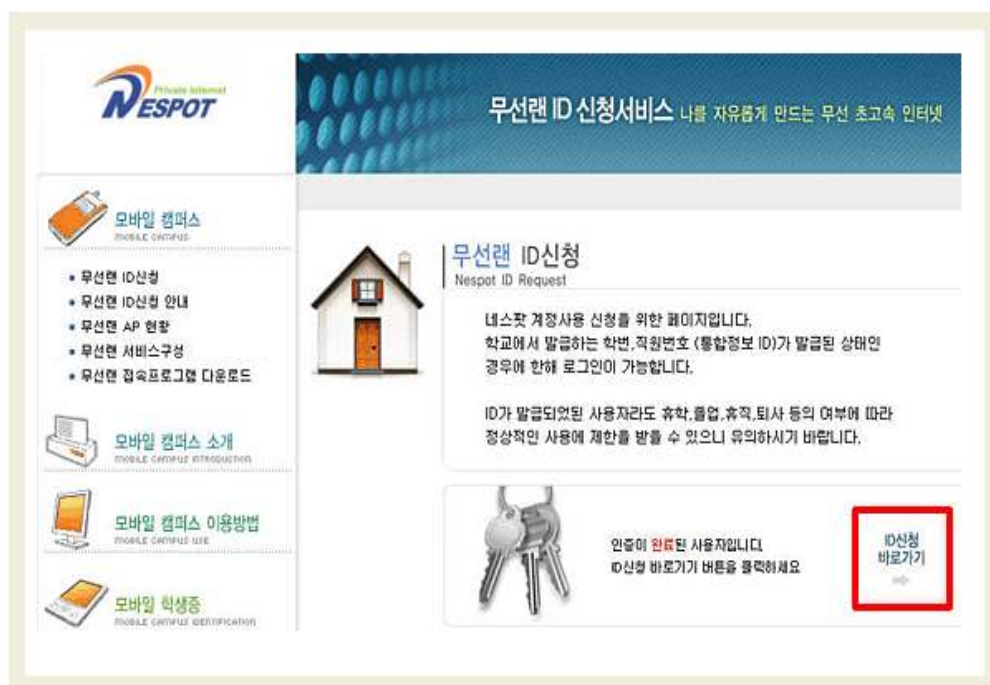 Private Internet
NESPOT
무선랜 ID 신청서비스 나를 자유롭게 만드는 무선 초고속 인터넷
모바일 캠퍼스
MOBILE CAMPUS
• 무선랜 ID신청
• 무선랜 ID신청 안내
• 무선랜 AP 현황
• 무선랜 서비스구성
• 무선랜 접속프로그램 다운로드
모바일 캠퍼스 소개
MOBILE CAMPUS INTRODUCTION
모바일 캠퍼스 이용방법
MOBILE CAMPUS USE
모바일 학생증
MOBILE CAMPUS IDENTIFICATION
무선랜 ID신청
Nespot ID Request
네스팟 계정사용 신청을 위한 페이지입니다.
학교에서 발급하는 학번,직원번호 (통합정보 ID)가 발급된 상태인
경우에 한해 로그인이 가능합니다.
ID가 발급되었된 사용자라도 휴학,졸업,휴직,퇴사 등의 여부에 따라
정상적인 사용에 제한을 받을 수 있으니 유의하시기 바랍니다.
인증이 완료된 사용자입니다.
ID신청 바로가기 버튼을 클릭하세요
ID신청
바로가기